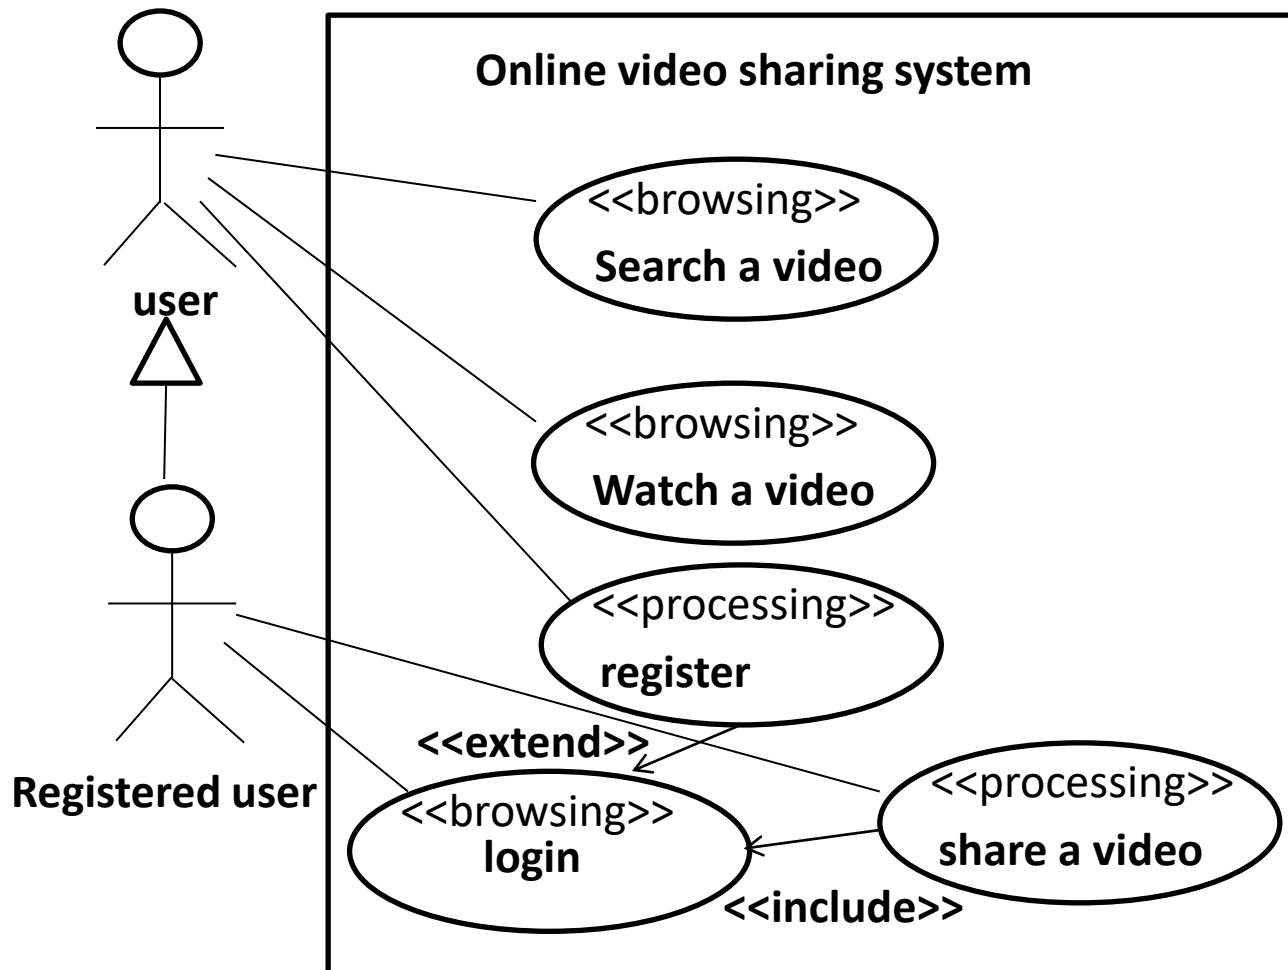 Online video sharing system
<<browsing>>
Search a video
user
<<browsing>>
Watch a video
<<processing>>
register
<<extend>>
Registered user
<<browsing>>
login
<<processing>>
share a video
<<include>>